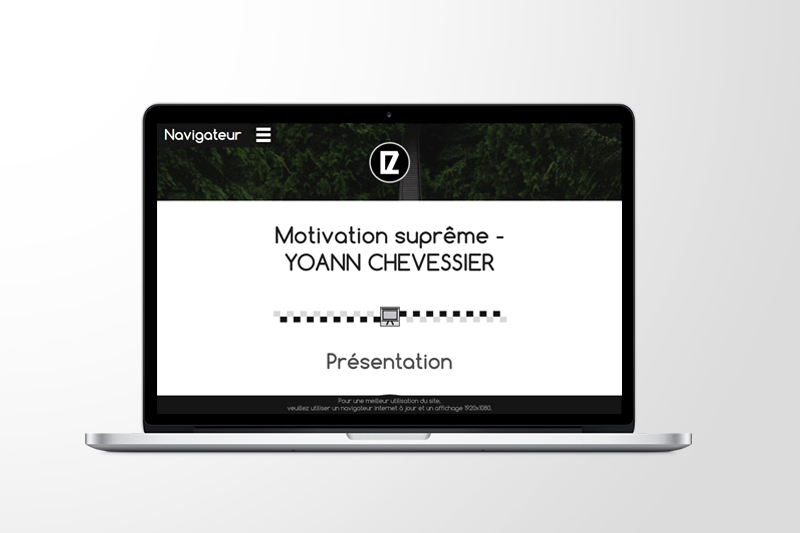 Navigateur
Motivation suprême -
YOANN CHEVESSIER
Présentation
Pour une meilleur utilisation du site,
veuillez utiliser un navigateur internet à jour et un affichage 1920x1080.